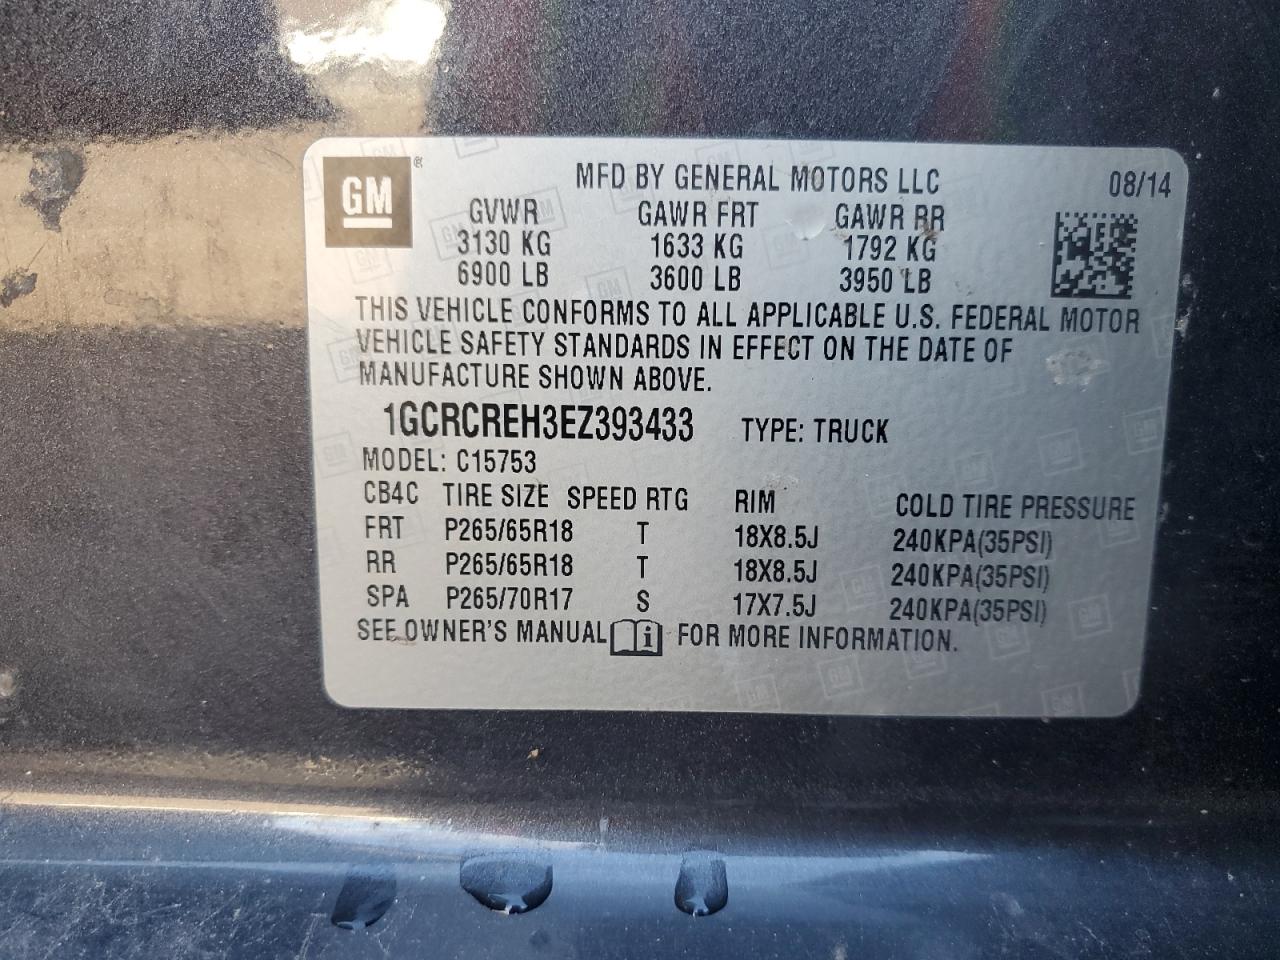 GM ®
MFD BY GENERAL MOTORS LLC 08/14
GVWR GAWR FRT GAWR RR
3130 KG 1633 KG 1792 KG
6900 LB 3600 LB 3950 LB
THIS VEHICLE CONFORMS TO ALL APPLICABLE U.S. FEDERAL MOTOR
VEHICLE SAFETY STANDARDS IN EFFECT ON THE DATE OF
MANUFACTURE SHOWN ABOVE.
1GCRCREH3EZ393433 TYPE: TRUCK
MODEL: C15753
CB4C TIRE SIZE SPEED RTG RIM COLD TIRE PRESSURE
FRT P265/65R18 T 18X8.5J 240KPA(35PSI)
RR P265/65R18 T 18X8.5J 240KPA(35PSI)
SPA P265/70R17 S 17X7.5J 240KPA(35PSI)
SEE OWNER'S MANUAL i FOR MORE INFORMATION.